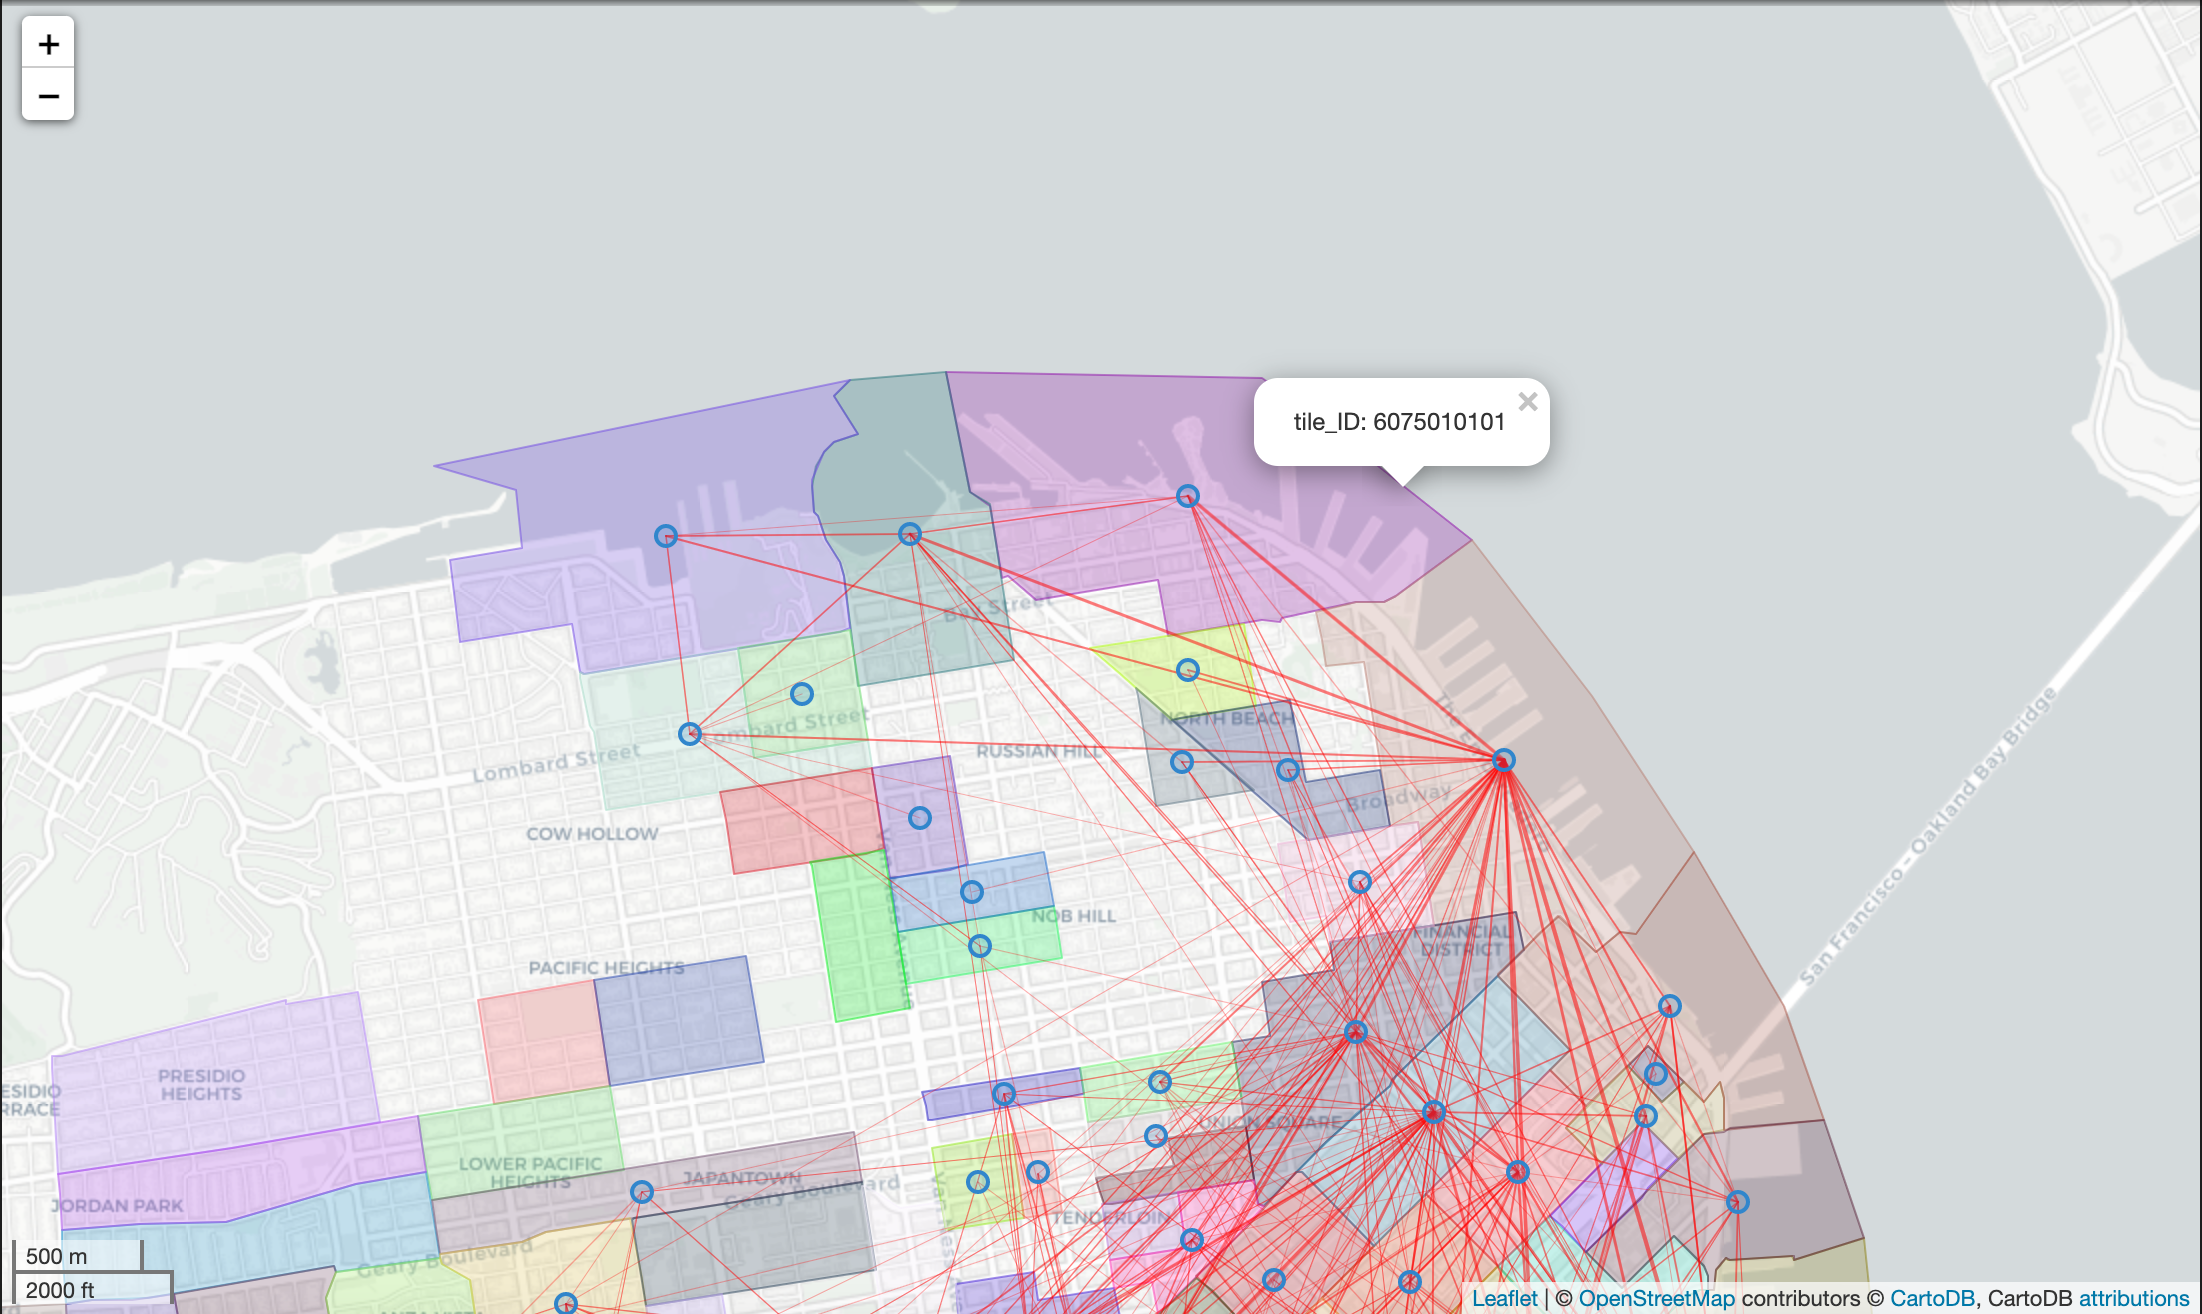 +
−
tile_ID: 6075010101
×
Bay Street
Lombard Street
Lombard Street
NORTH BEACH
RUSSIAN HILL
Broadway
COW HOLLOW
NOB HILL
FINANCIAL
DISTRICT
PACIFIC HEIGHTS
San Francisco - Oakland Bay Bridge
PRESIDIO
HEIGHTS
ESIDIO
RRACE
UNION SQUARE
LOWER PACIFIC
HEIGHTS
JAPANTOWN
Geary Boulevard
JORDAN PARK
TENDERLOIN
Van Ness Avenue
Geary Boulevard
500 m
2000 ft
Leaflet | © OpenStreetMap contributors © CartoDB, CartoDB attributions